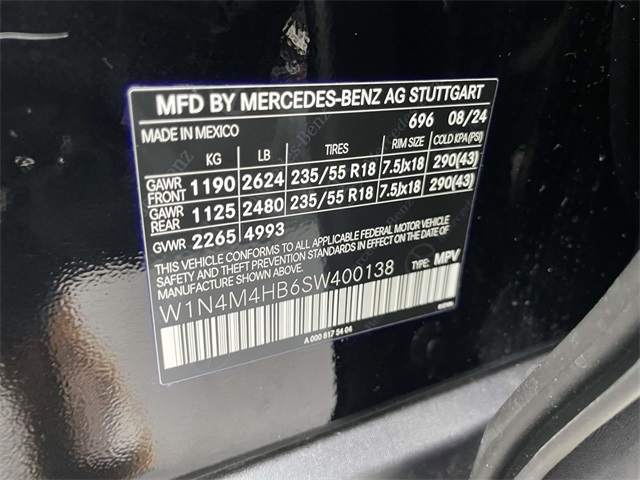 MFD BY MERCEDES-BENZ AG STUTTGART
MADE IN MEXICO 696 08/24
KG LB TIRES RIM SIZE COLD KPA(PSI)
GAWR FRONT 1190 2624 235/55 R18 7.5Jx18 290(43)
GAWR REAR 1125 2480 235/55 R18 7.5Jx18 290(43)
GVWR 2265 4993
THIS VEHICLE CONFORMS TO ALL APPLICABLE FEDERAL MOTOR VEHICLE
SAFETY AND THEFT PREVENTION STANDARDS IN EFFECT ON THE DATE OF
MANUFACTURE SHOWN ABOVE.
TYPE: MPV
W1N4M4HB6SW400138
A 000 817 54 04